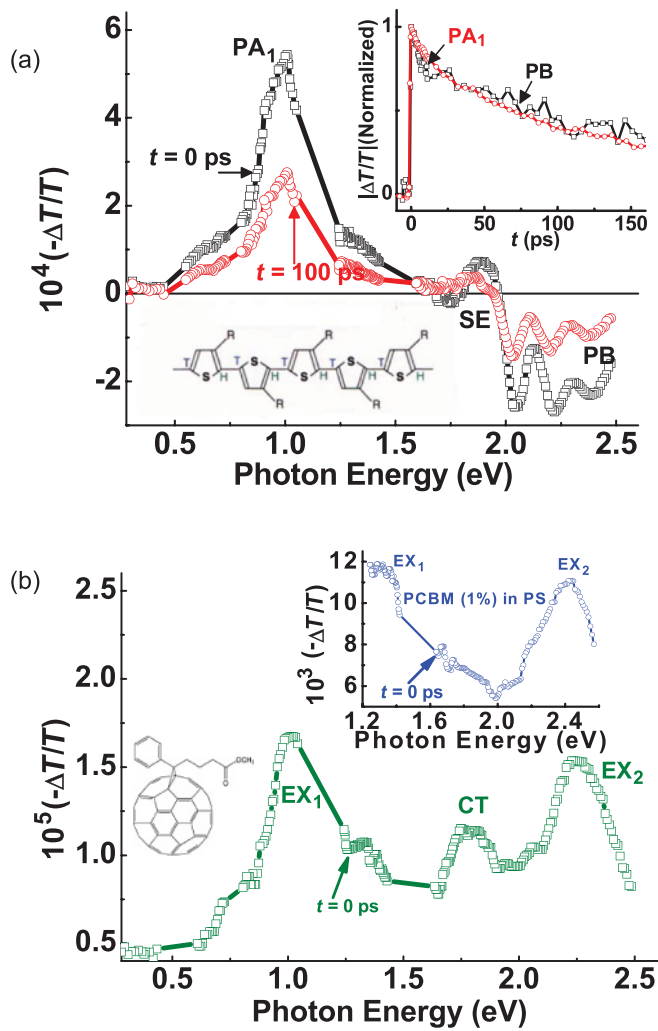 (a)
PA1
t = 0 ps
t = 100 ps
SE
PB
10^4(-ΔT/T)
6
4
2
0
-2
0.5 1.0 1.5 2.0 2.5
Photon Energy (eV)
R R R
T S H T S H T S H T S H
R R
1
0
|ΔT/T|(Normalized)
PA1
PB
0 50 100 150
t (ps)
(b)
10^5(-ΔT/T)
2.5
2.0
1.5
1.0
0.5
EX1
t = 0 ps
CT
EX2
OCH3
O
0.5 1.0 1.5 2.0 2.5
Photon Energy (eV)
10^3 (-ΔT/T)
12
10
8
6
EX1
EX2
PCBM (1%) in PS
t = 0 ps
1.2 1.6 2.0 2.4
Photon Energy (eV)